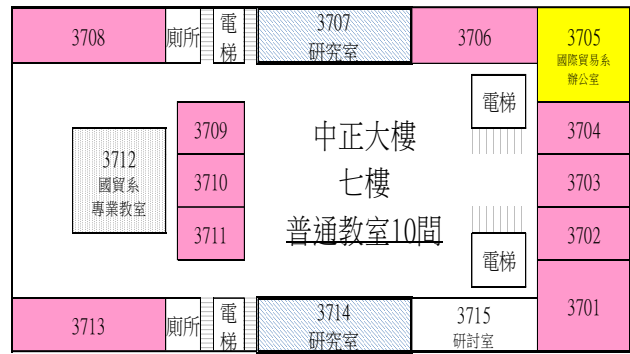 3708
廁所
電
梯
3707
研究室
3706
3705
國際貿易系
辦公室
電梯
3709
3704
中正大樓
3712
國貿系
專業教室
3710
七樓
3703
3711
普通教室10間
3702
電梯
3713
廁所
電
梯
3714
研究室
3715
研討室
3701